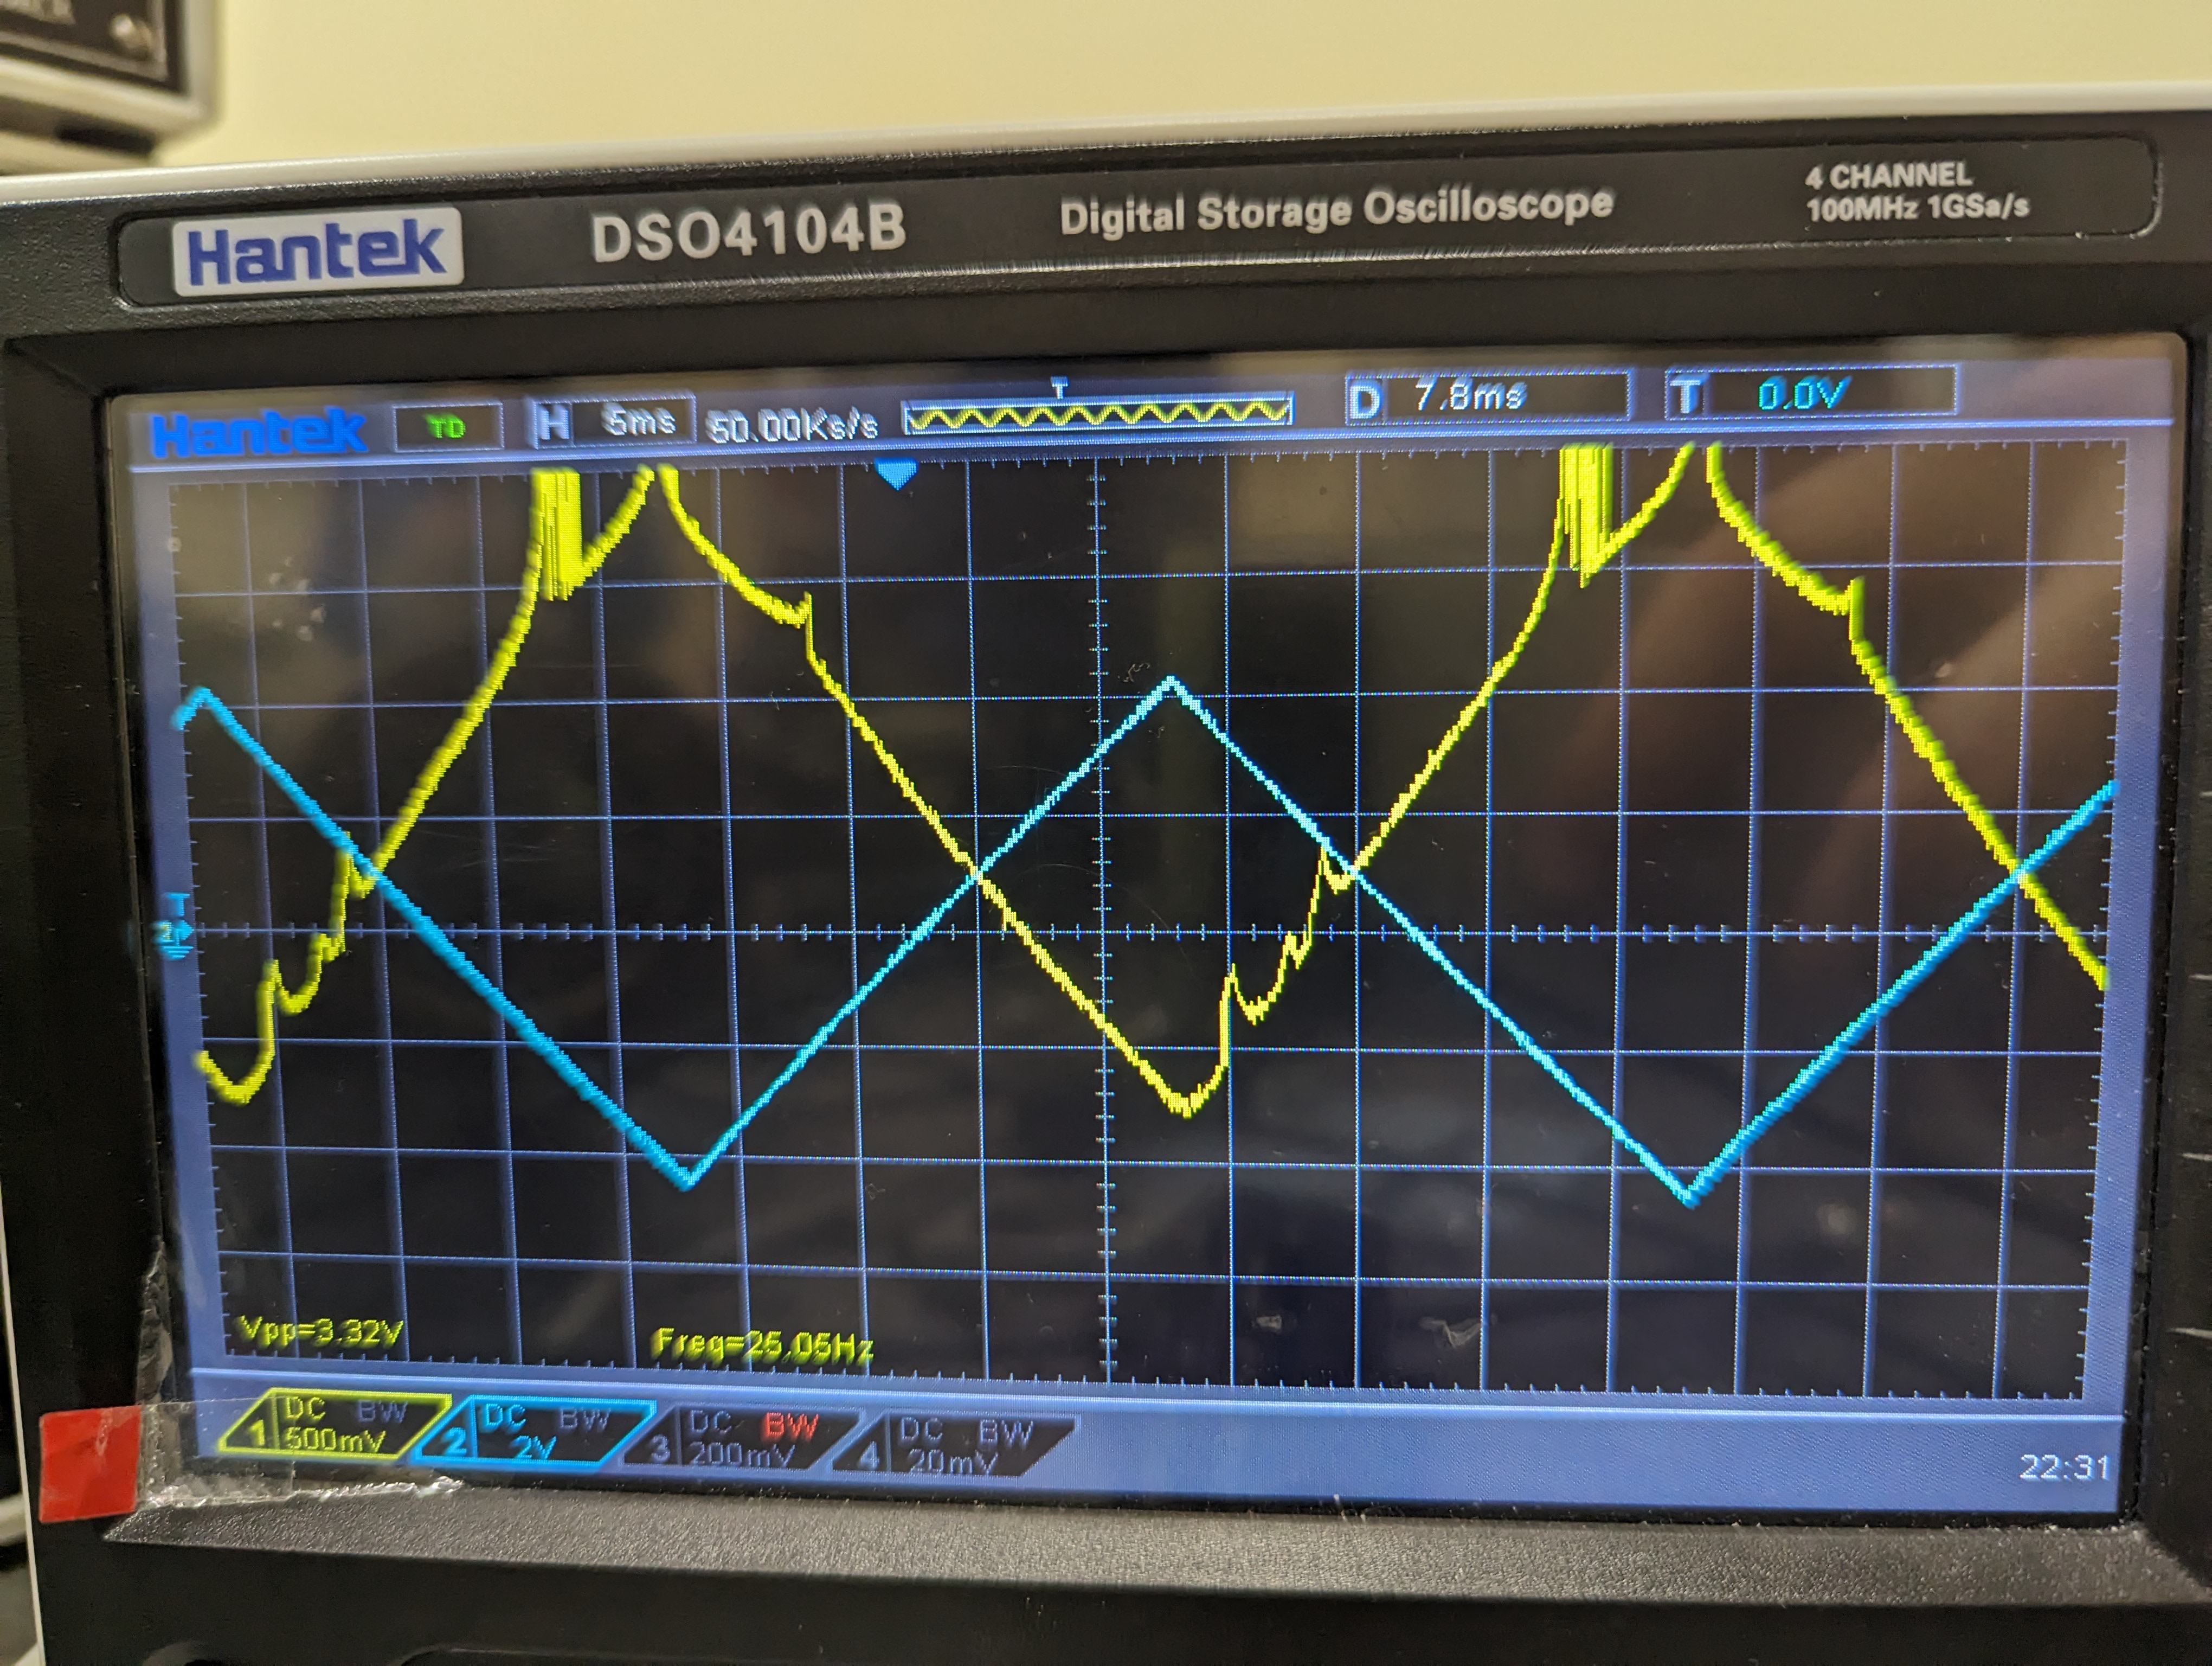 Hantek DSO4104B Digital Storage Oscilloscope
4 CHANNEL
100MHz 1GSa/s
Hantek TD H 5ms 50.00Ks/s T D 7.8ms T 0.0V
T
2
Vpp=3.32V Freq=25.05Hz
1 DC BW 500mV
2 DC BW 2V
3 DC BW 200mV
4 DC BW 20mV
22:31